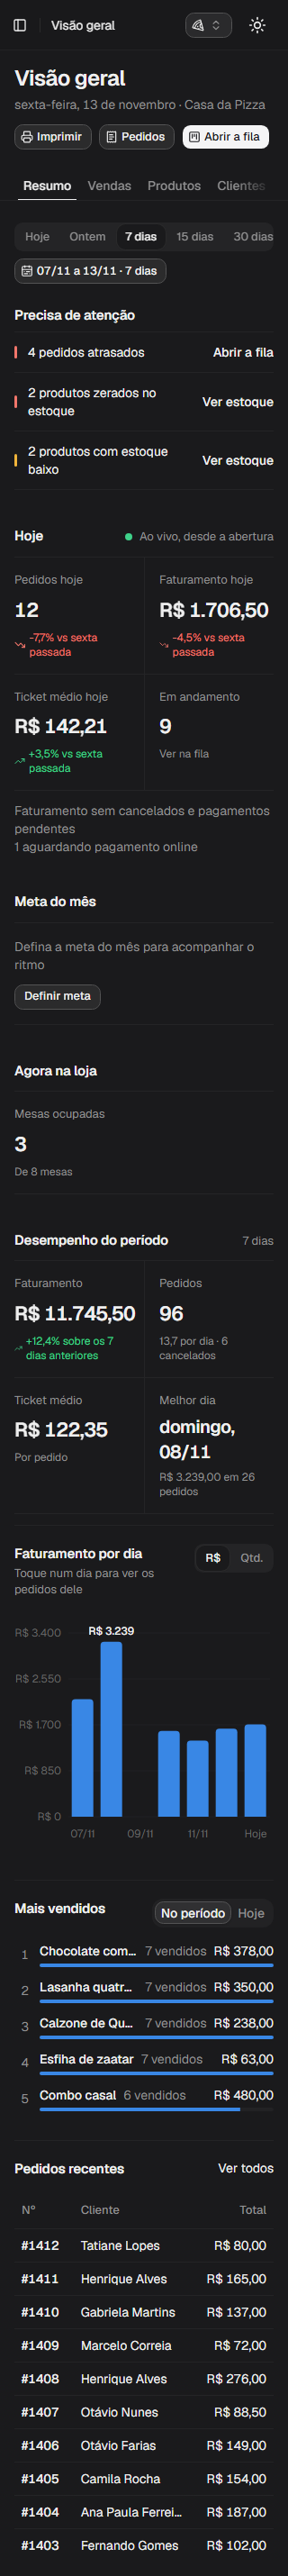 Visão geral
Visão geral
sexta-feira, 13 de novembro · Casa da Pizza
Imprimir
Pedidos
Abrir a fila
Resumo Vendas Produtos Clientes
Hoje Ontem 7 dias 15 dias 30 dias
07/11 a 13/11 · 7 dias
Precisa de atenção
4 pedidos atrasados Abrir a fila
2 produtos zerados no
estoque
Ver estoque
2 produtos com estoque
baixo
Ver estoque
Hoje
Ao vivo, desde a abertura
Pedidos hoje
12
-7,7% vs sexta
passada
Faturamento hoje
R$ 1.706,50
-4,5% vs sexta
passada
Ticket médio hoje
R$ 142,21
+3,5% vs sexta
passada
Em andamento
9
Ver na fila
Faturamento sem cancelados e pagamentos
pendentes
1 aguardando pagamento online
Meta do mês
Defina a meta do mês para acompanhar o
ritmo
Definir meta
Agora na loja
Mesas ocupadas
3
De 8 mesas
Desempenho do período
7 dias
Faturamento
R$ 11.745,50
+12,4% sobre os 7
dias anteriores
Pedidos
96
13,7 por dia · 6
cancelados
Ticket médio
R$ 122,35
Por pedido
Melhor dia
domingo,
08/11
R$ 3.239,00 em 26
pedidos
Faturamento por dia
Toque num dia para ver os
pedidos dele
R$ Qtd.
R$ 3.400
R$ 3.239
R$ 2.550
R$ 1.700
R$ 850
R$ 0
07/11 09/11 11/11 Hoje
Mais vendidos
No período Hoje
1 Chocolate com... 7 vendidos R$ 378,00
2 Lasanha quatr... 7 vendidos R$ 350,00
3 Calzone de Qu... 7 vendidos R$ 238,00
4 Esfiha de zaatar 7 vendidos R$ 63,00
5 Combo casal 6 vendidos R$ 480,00
Pedidos recentes
Ver todos
Nº Cliente Total
#1412 Tatiane Lopes R$ 80,00
#1411 Henrique Alves R$ 165,00
#1410 Gabriela Martins R$ 137,00
#1409 Marcelo Correia R$ 72,00
#1408 Henrique Alves R$ 276,00
#1407 Otávio Nunes R$ 88,50
#1406 Otávio Farias R$ 149,00
#1405 Camila Rocha R$ 154,00
#1404 Ana Paula Ferrei... R$ 187,00
#1403 Fernando Gomes R$ 102,00